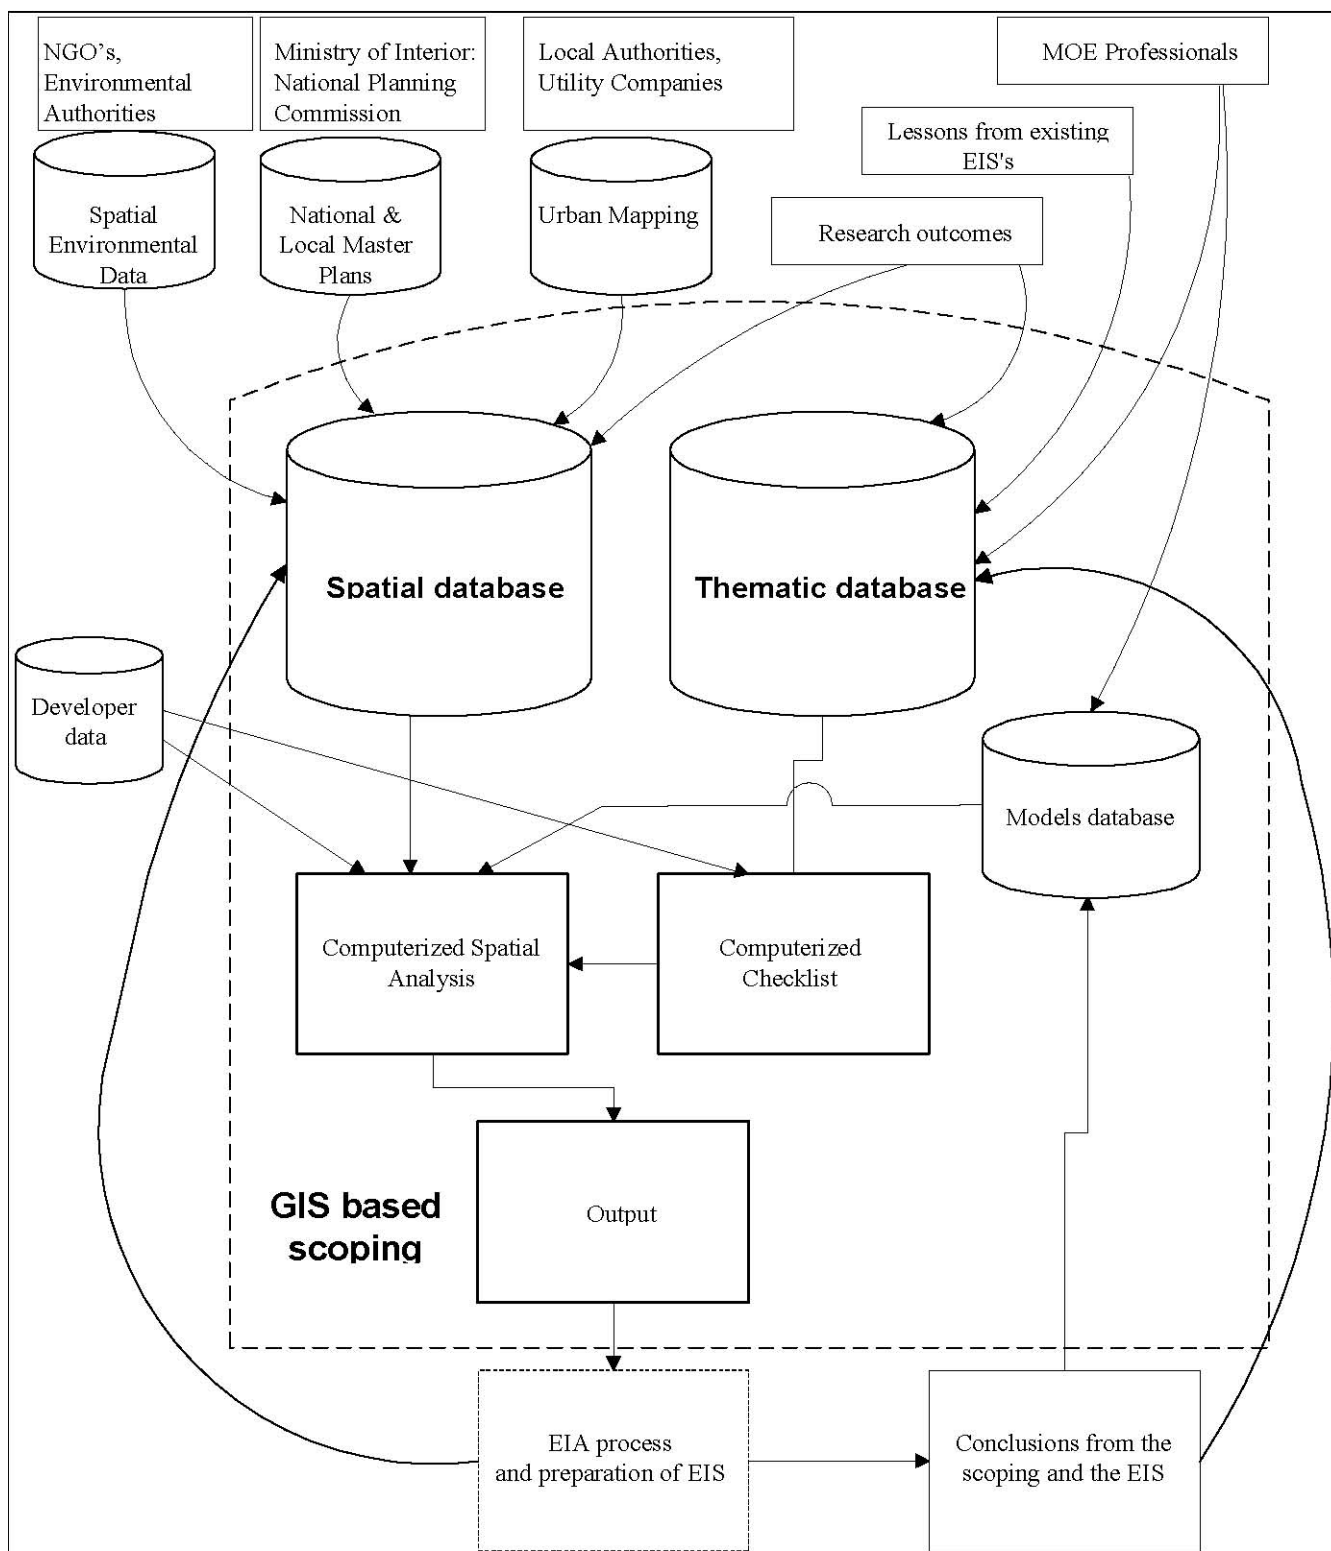 NGO's,
Environmental
Authorities
Ministry of Interior:
National Planning
Commission
Local Authorities,
Utility Companies
MOE Professionals
Lessons from existing
EIS's
Spatial
Environmental
Data
National &
Local Master
Plans
Urban Mapping
Research outcomes
Spatial database
Thematic database
Developer
data
Models database
Computerized Spatial
Analysis
Computerized
Checklist
GIS based
scoping
Output
EIA process
and preparation of EIS
Conclusions from the
scoping and the EIS